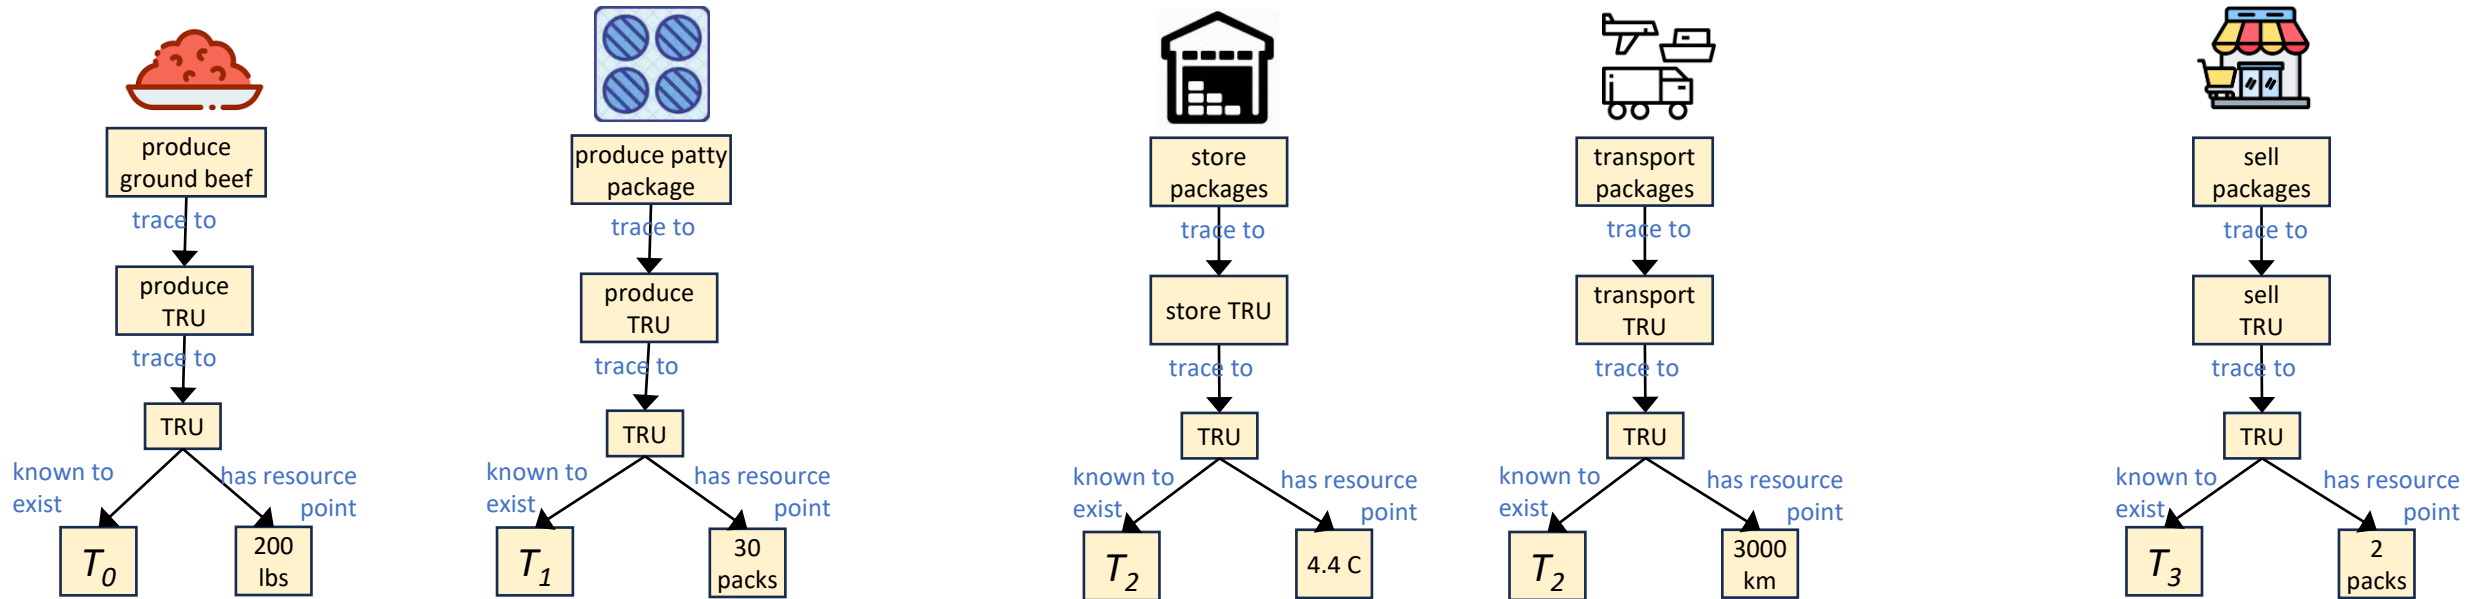 produce
ground beef
trace to
produce
TRU
trace to
TRU
known to
exist
has resource
point
T0
200
lbs
produce patty
package
trace to
produce
TRU
trace to
TRU
known to
exist
has resource
point
T1
30
packs
store
packages
trace to
store TRU
trace to
TRU
known to
exist
has resource
point
T2
4.4 C
transport
packages
trace to
transport
TRU
trace to
TRU
known to
exist
has resource
point
T2
3000
km
sell
packages
trace to
sell
TRU
trace to
TRU
known to
exist
has resource
point
T3
2
packs